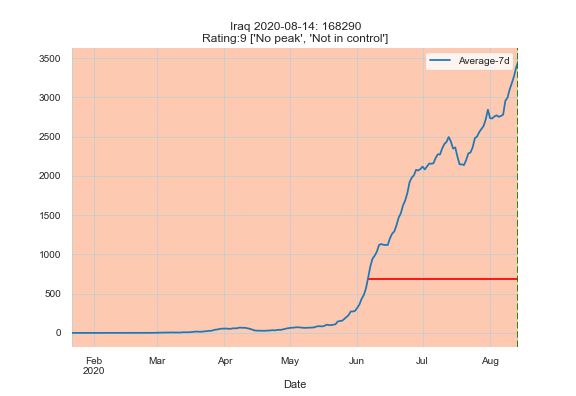 Iraq 2020-08-14: 168290
Rating:9 ['No peak', 'Not in control']
Average-7d
3500
3000
2500
2000
1500
1000
500
0
Feb
2020
Mar
Apr
May
Jun
Jul
Aug
Date